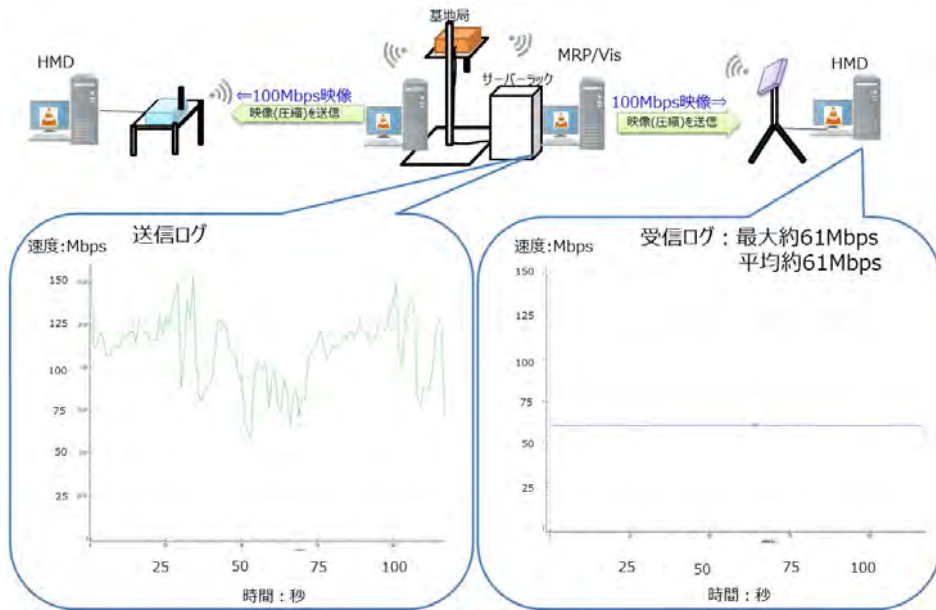 基地局
HMD
MRP/Vis
HMD
サーバーラック
⇐100Mbps映像
映像(圧縮)を送信
100Mbps映像⇒
映像(圧縮)を送信
送信ログ
速度:Mbps
150
125
100
75
50
25
25
50
75
100
時間：秒
受信ログ：最大約61Mbps
平均約61Mbps
速度:Mbps
150
125
100
75
50
25
25
50
75
100
時間：秒